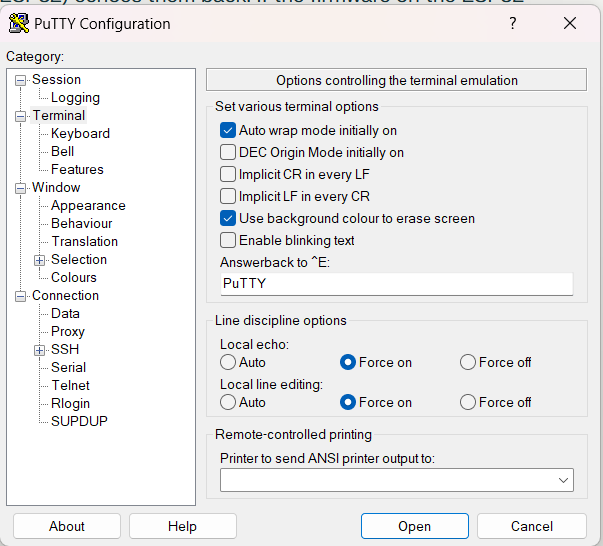 PuTTY Configuration ? ×
Category:
Session
Logging
Terminal
Keyboard
Bell
Features
Window
Appearance
Behaviour
Translation
Selection
Colours
Connection
Data
Proxy
SSH
Serial
Telnet
Rlogin
SUPDUP
Options controlling the terminal emulation
Set various terminal options
Auto wrap mode initially on
DEC Origin Mode initially on
Implicit CR in every LF
Implicit LF in every CR
Use background colour to erase screen
Enable blinking text
Answerback to ^E:
PuTTY
Line discipline options
Local echo:
Auto Force on Force off
Local line editing:
Auto Force on Force off
Remote-controlled printing
Printer to send ANSI printer output to:
About Help Open Cancel